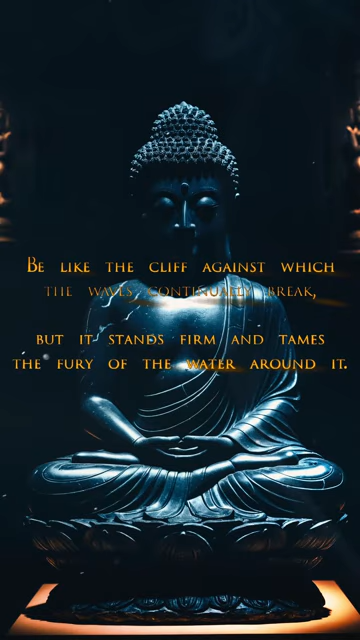 Be like the cliff against which
the waves continually break,
but it stands firm and tames
the fury of the water around it.